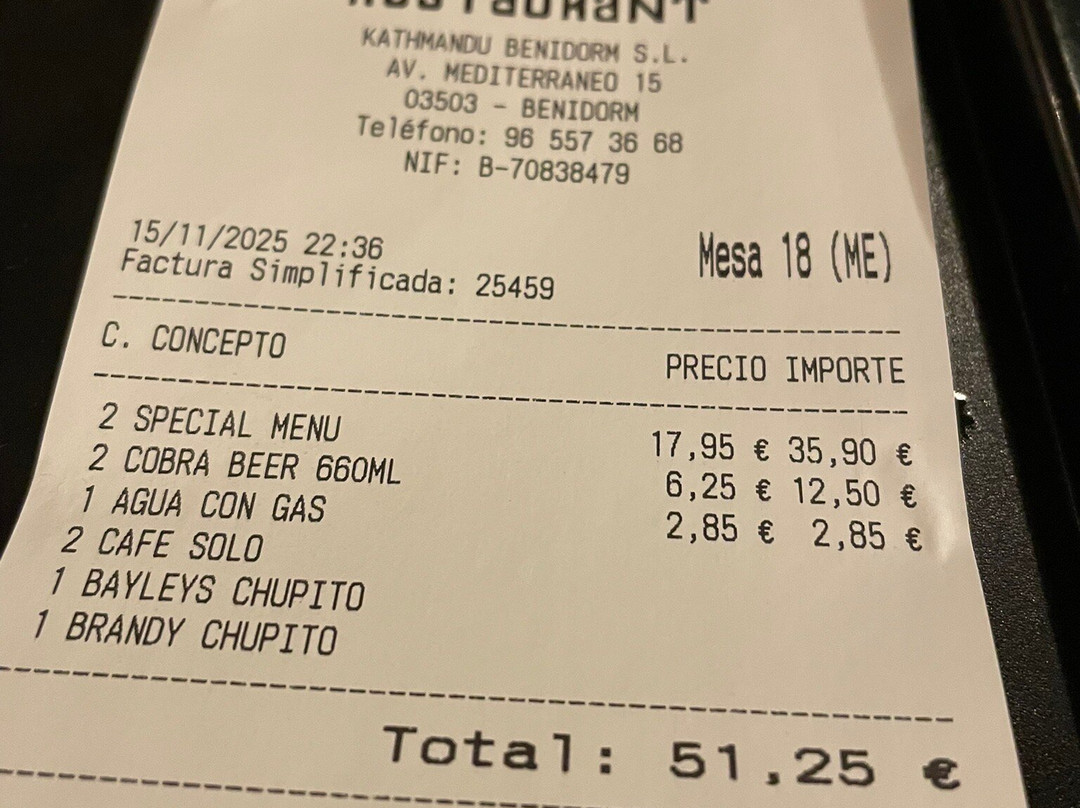 RESTAURANT
KATHMANDU BENIDORM S.L.
AV. MEDITERRANEO 15
03503 - BENIDORM
Teléfono: 96 557 36 68
NIF: B-70838479
15/11/2025 22:36
Factura Simplificada: 25459
Mesa 18 (ME)
C. CONCEPTO PRECIO IMPORTE
2 SPECIAL MENU 17,95 € 35,90 €
2 COBRA BEER 660ML 6,25 € 12,50 €
1 AGUA CON GAS 2,85 € 2,85 €
2 CAFE SOLO
1 BAYLEYS CHUPITO
1 BRANDY CHUPITO
Total: 51,25 €